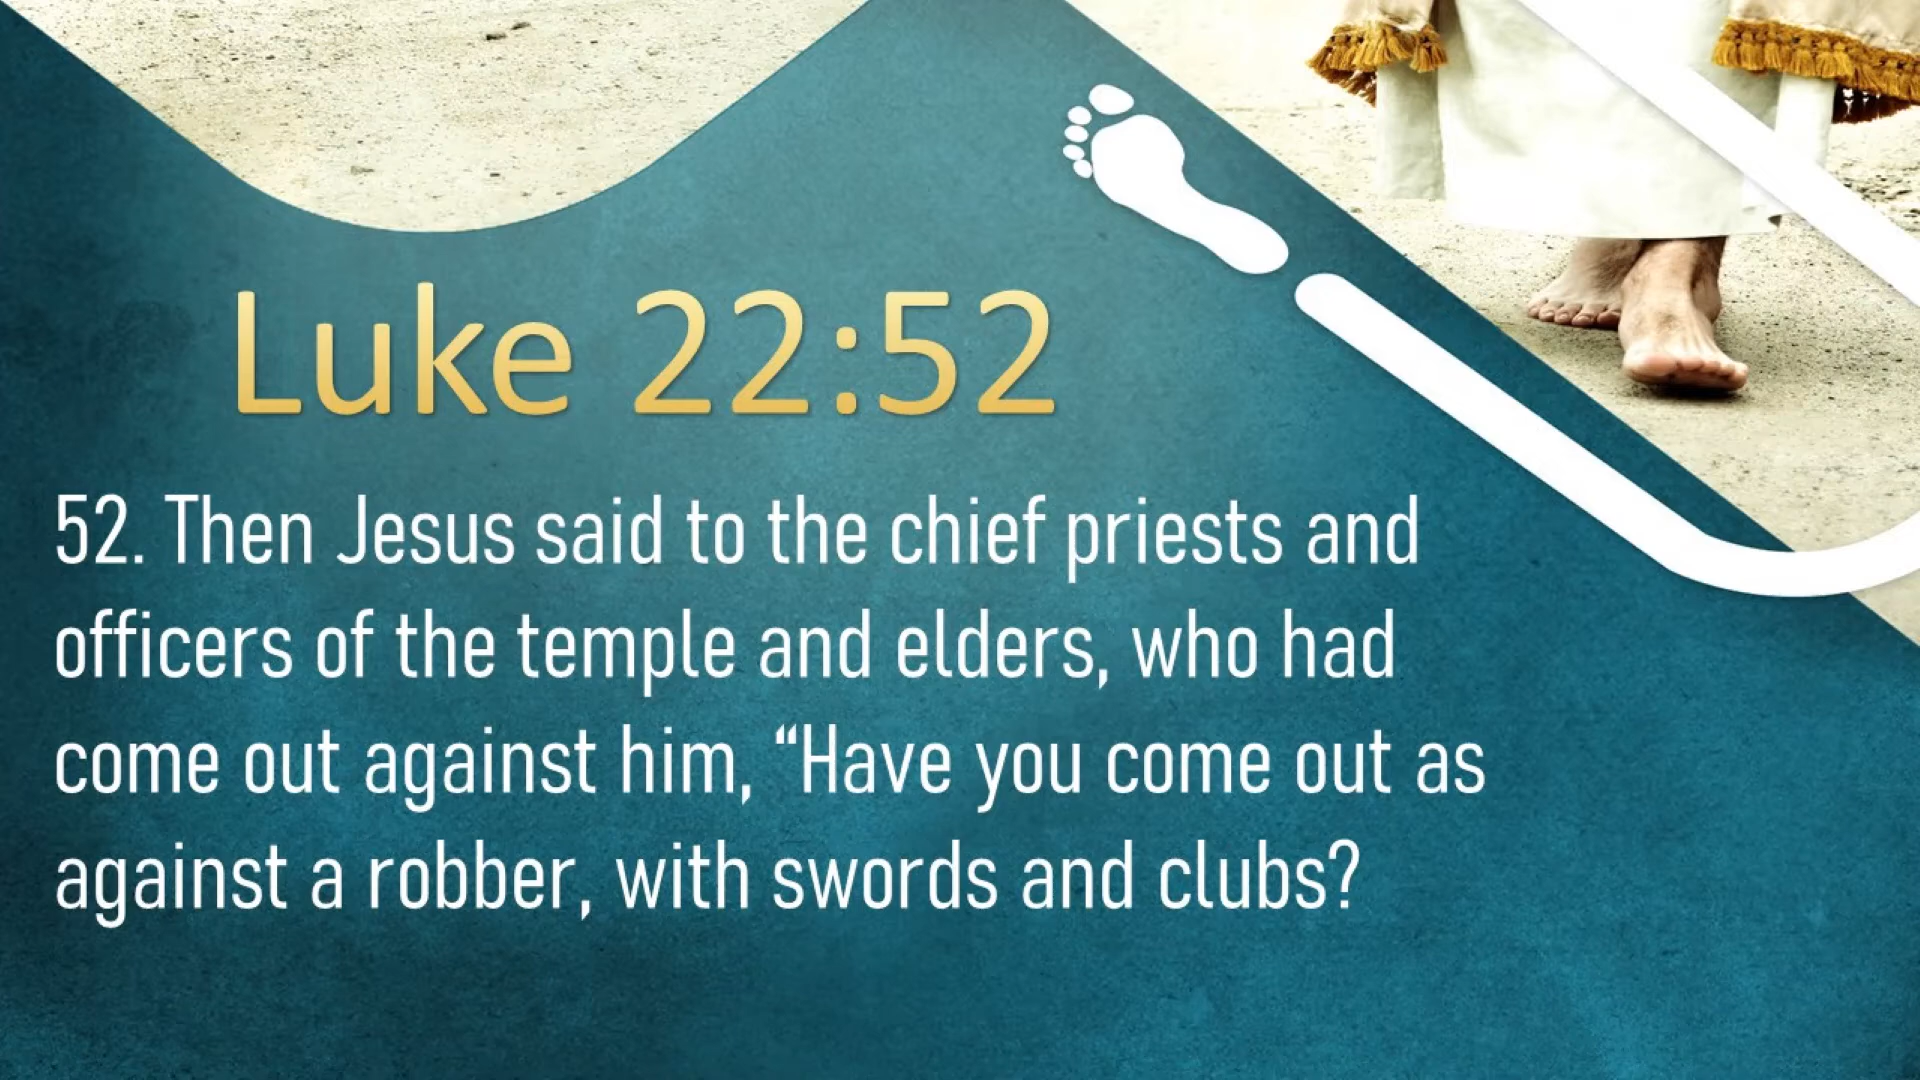 Luke 22:52
52. Then Jesus said to the chief priests and
officers of the temple and elders, who had
come out against him, “Have you come out as
against a robber, with swords and clubs?